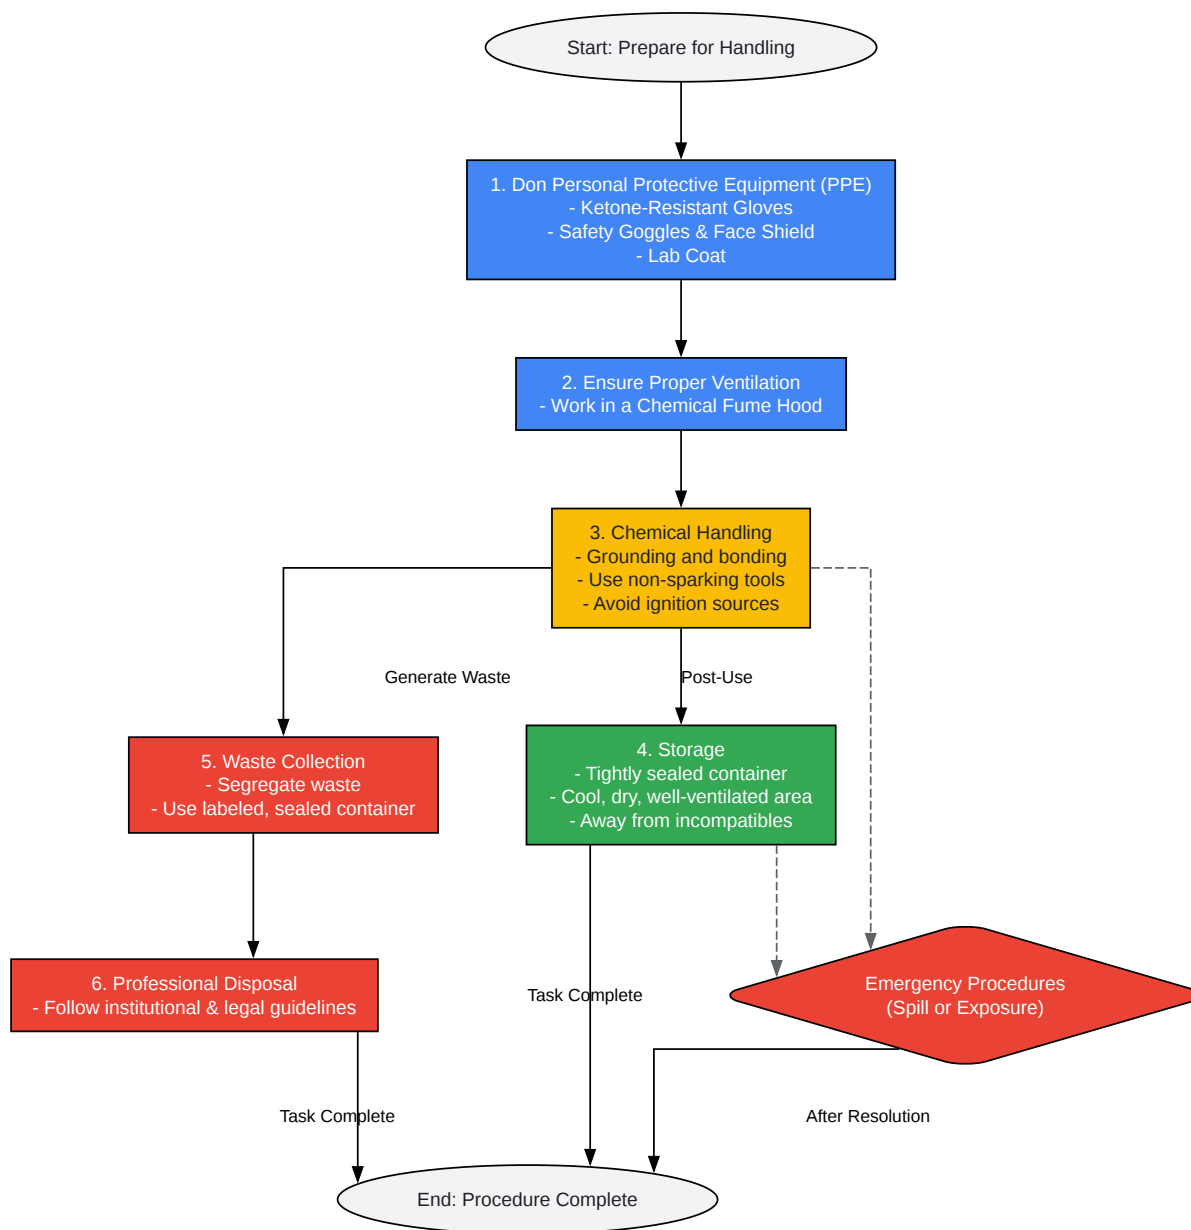 Start: Prepare for Handling
1. Don Personal Protective Equipment (PPE)
- Ketone-Resistant Gloves
- Safety Goggles & Face Shield
- Lab Coat
2. Ensure Proper Ventilation
- Work in a Chemical Fume Hood
3. Chemical Handling
- Grounding and bonding
- Use non-sparking tools
- Avoid ignition sources
Generate Waste
Post-Use
5. Waste Collection
- Segregate waste
- Use labeled, sealed container
4. Storage
- Tightly sealed container
- Cool, dry, well-ventilated area
- Away from incompatibles
6. Professional Disposal
- Follow institutional & legal guidelines
Task Complete
Emergency Procedures
(Spill or Exposure)
Task Complete
After Resolution
End: Procedure Complete